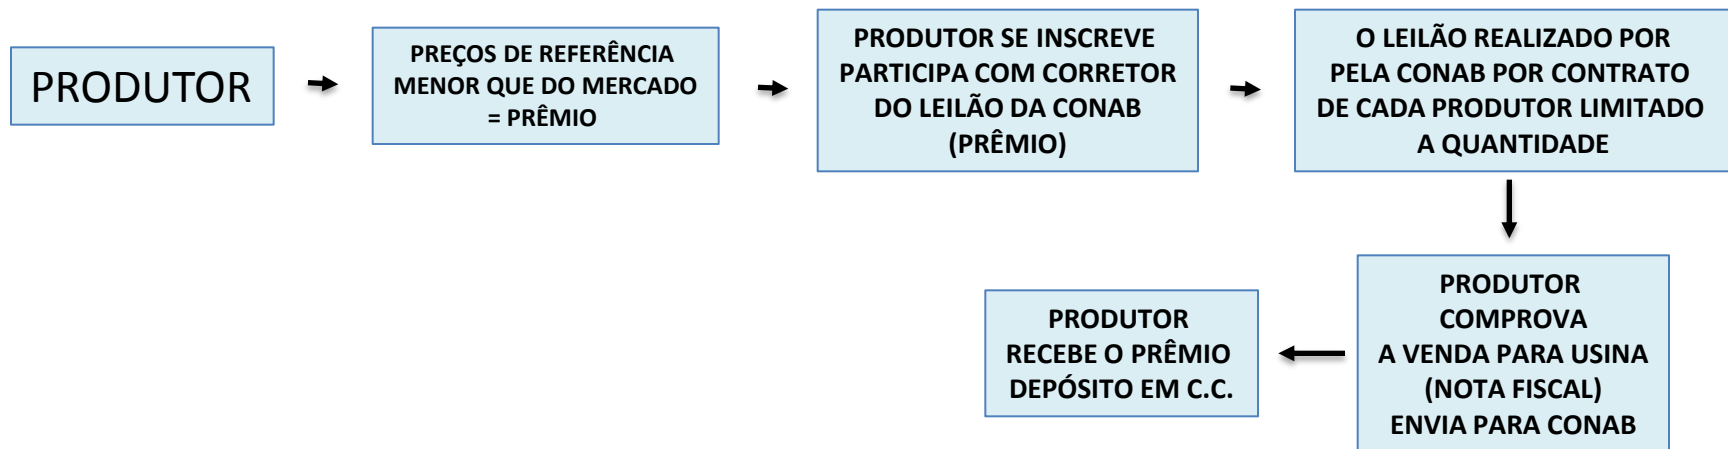 PRODUTOR
PREÇOS DE REFERÊNCIA
MENOR QUE DO MERCADO
= PRÊMIO
PRODUTOR SE INSCREVE
PARTICIPA COM CORRETOR
DO LEILÃO DA CONAB
(PRÊMIO)
O LEILÃO REALIZADO POR
PELA CONAB POR CONTRATO
DE CADA PRODUTOR LIMITADO
A QUANTIDADE
PRODUTOR
COMPROVA
A VENDA PARA USINA
(NOTA FISCAL)
ENVIA PARA CONAB
PRODUTOR
RECEBE O PRÊMIO
DEPÓSITO EM C.C.